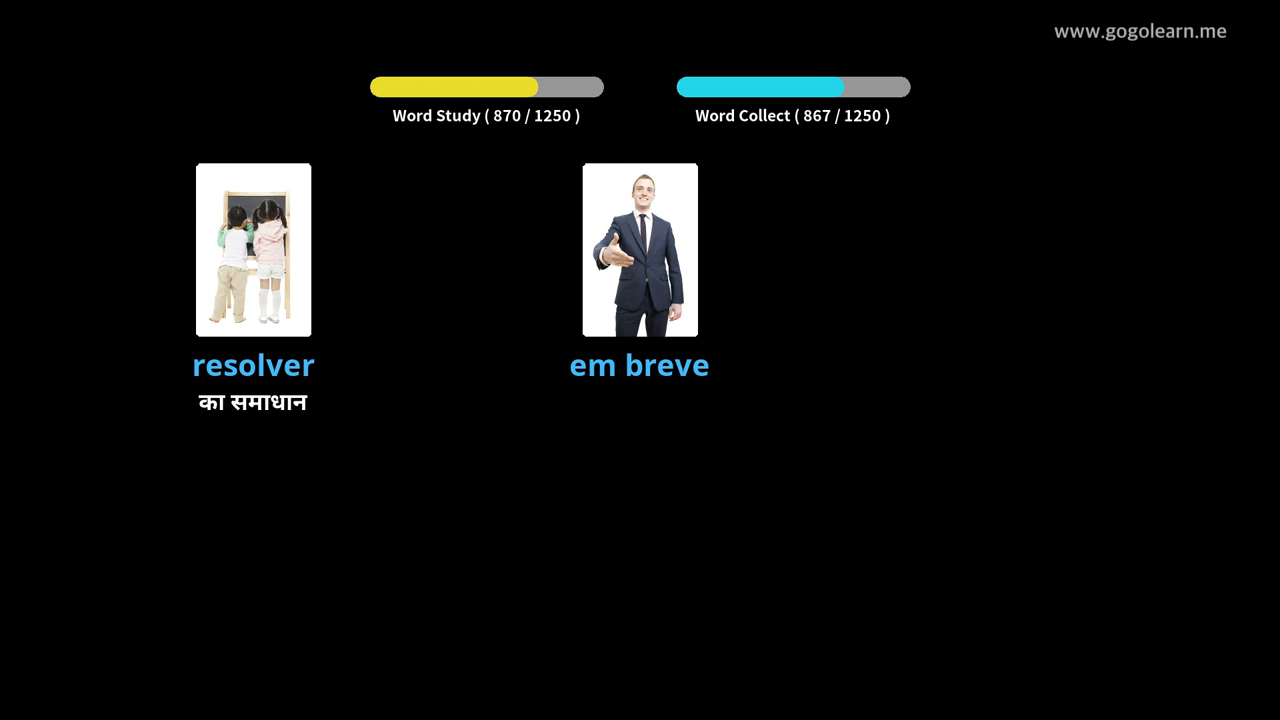 www.gogolearn.me
Word Study ( 870 / 1250 )
Word Collect ( 867 / 1250 )
resolver
का समाधान
em breve